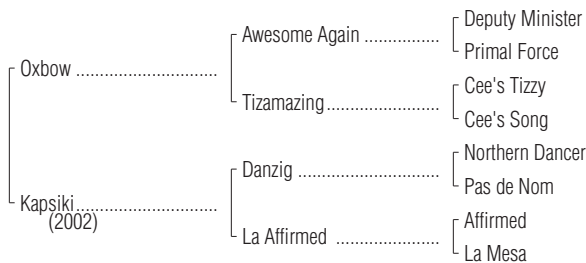 Deputy Minister
Awesome Again ..................
Primal Force
Oxbow ..................................
Cee's Tizzy
Tizamazing...........................
Cee's Song
Northern Dancer
Danzig ..................................
Pas de Nom
Kapsiki..................................
(2002)
Affirmed
La Affirmed .........................
La Mesa